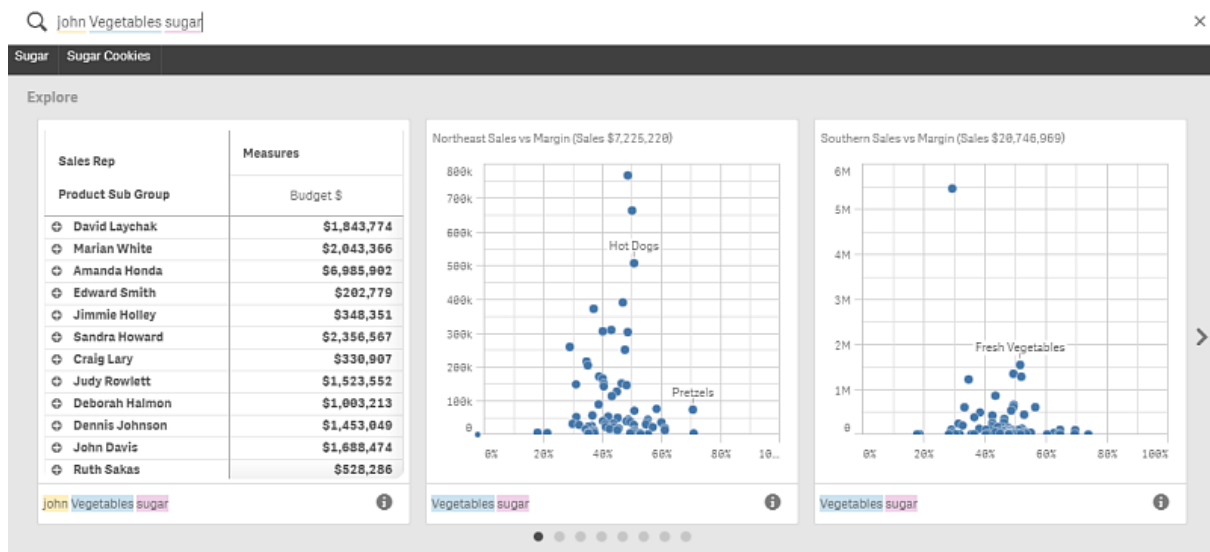 john Vegetables sugar
Sugar Sugar Cookies
Explore
Sales Rep
Measures
Product Sub Group
Budget $
David Laychak $1,843,774
Marian White $2,043,366
Amanda Honda $6,985,902
Edward Smith $202,779
Jimmie Holley $348,351
Sandra Howard $2,356,567
Craig Lary $330,907
Judy Rowlett $1,523,552
Deborah Halmon $1,003,213
Dennis Johnson $1,453,049
John Davis $1,688,474
Ruth Sakas $528,286
john Vegetables sugar
Northeast Sales vs Margin (Sales $7,225,220)
800k
700k
600k
Hot Dogs
500k
400k
300k
200k
Pretzels
100k
0
0% 20% 40% 60% 80% 10...
Vegetables sugar
Southern Sales vs Margin (Sales $20,746,969)
6M
5M
4M
3M
2M
Fresh Vegetables
1M
0
0% 20% 40% 60% 80% 100%
Vegetables sugar